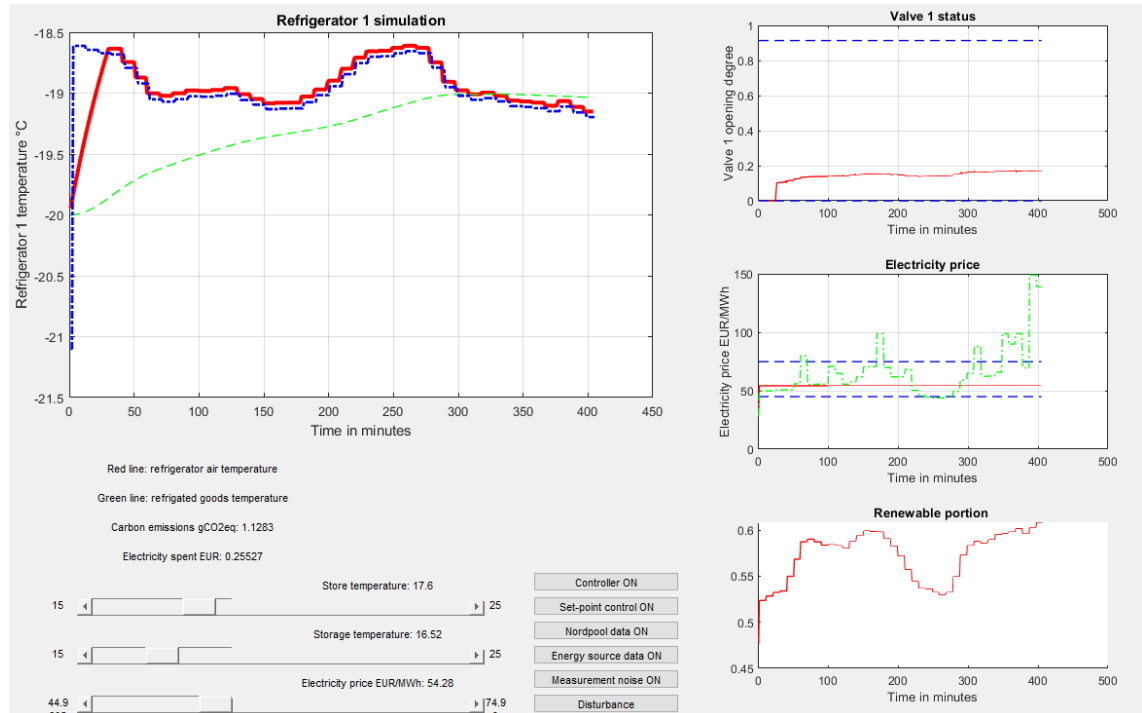 Refrigerator 1 simulation
-18.5
-19
-19.5
-20
-20.5
-21
-21.5
Refrigerator 1 temperature °C
0 50 100 150 200 250 300 350 400 450
Time in minutes
Valve 1 status
1
0.8
0.6
0.4
0.2
0
Valve 1 opening degree
0 100 200 300 400 500
Time in minutes
Electricity price
150
100
50
0
Electricity price EUR/MWh
0 100 200 300 400 500
Time in minutes
Renewable portion
0.6
0.55
0.5
0.45
0 100 200 300 400 500
Time in minutes
Red line: refrigerator air temperature
Green line: refrigated goods temperature
Carbon emissions gCO2eq: 1.1283
Electricity spent EUR: 0.25527
Store temperature: 17.6
15 25
Storage temperature: 16.52
15 25
Electricity price EUR/MWh: 54.28
44.9 74.9
Controller ON
Set-point control ON
Nordpool data ON
Energy source data ON
Measurement noise ON
Disturbance